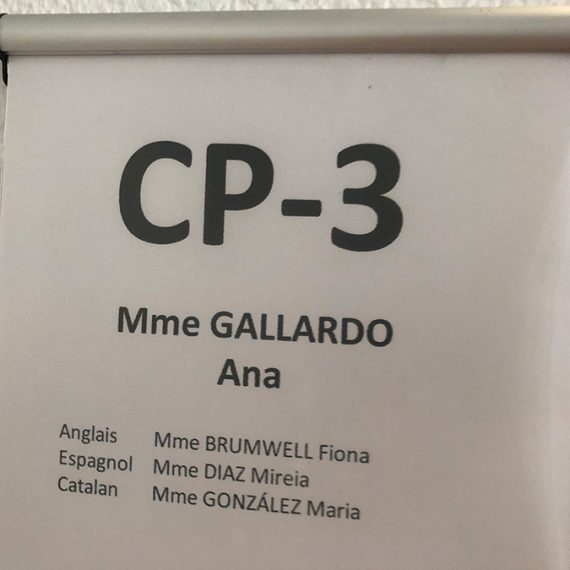 CP-3
Mme GALLARDO
Ana
Anglais Mme BRUMWELL Fiona
Espagnol Mme DIAZ Mireia
Catalan Mme GONZÁLEZ Maria